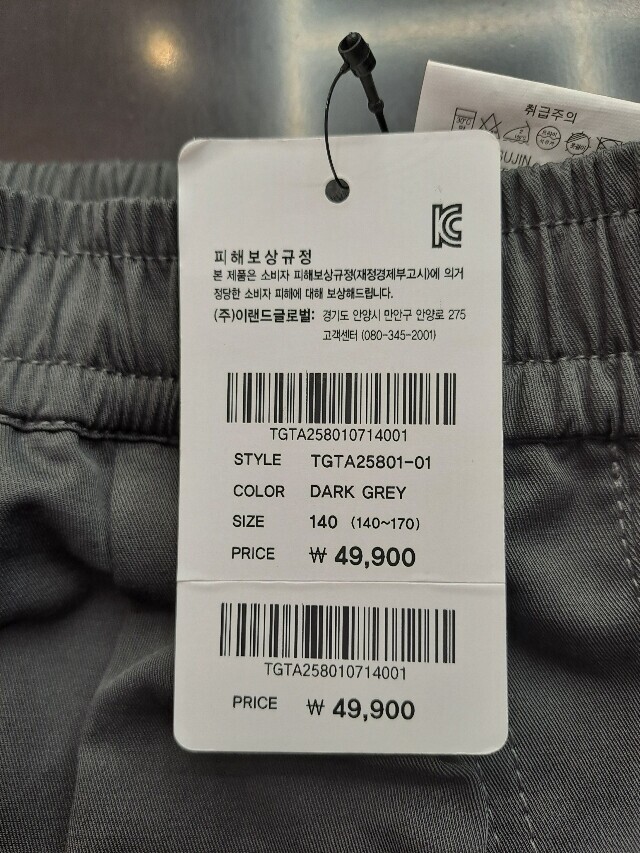 취급주의
UJIN
KC
피해보상규정
본 제품은 소비자 피해보상규정(재정경제부고시)에 의거
정당한 소비자 피해에 대해 보상해드립니다.
(주)이랜드글로벌: 경기도 안양시 만안구 안양로 275
고객센터 (080-345-2001)
TGTA258010714001
STYLE TGTA25801-01
COLOR DARK GREY
SIZE 140 (140~170)
PRICE ₩ 49,900
TGTA258010714001
PRICE ₩ 49,900